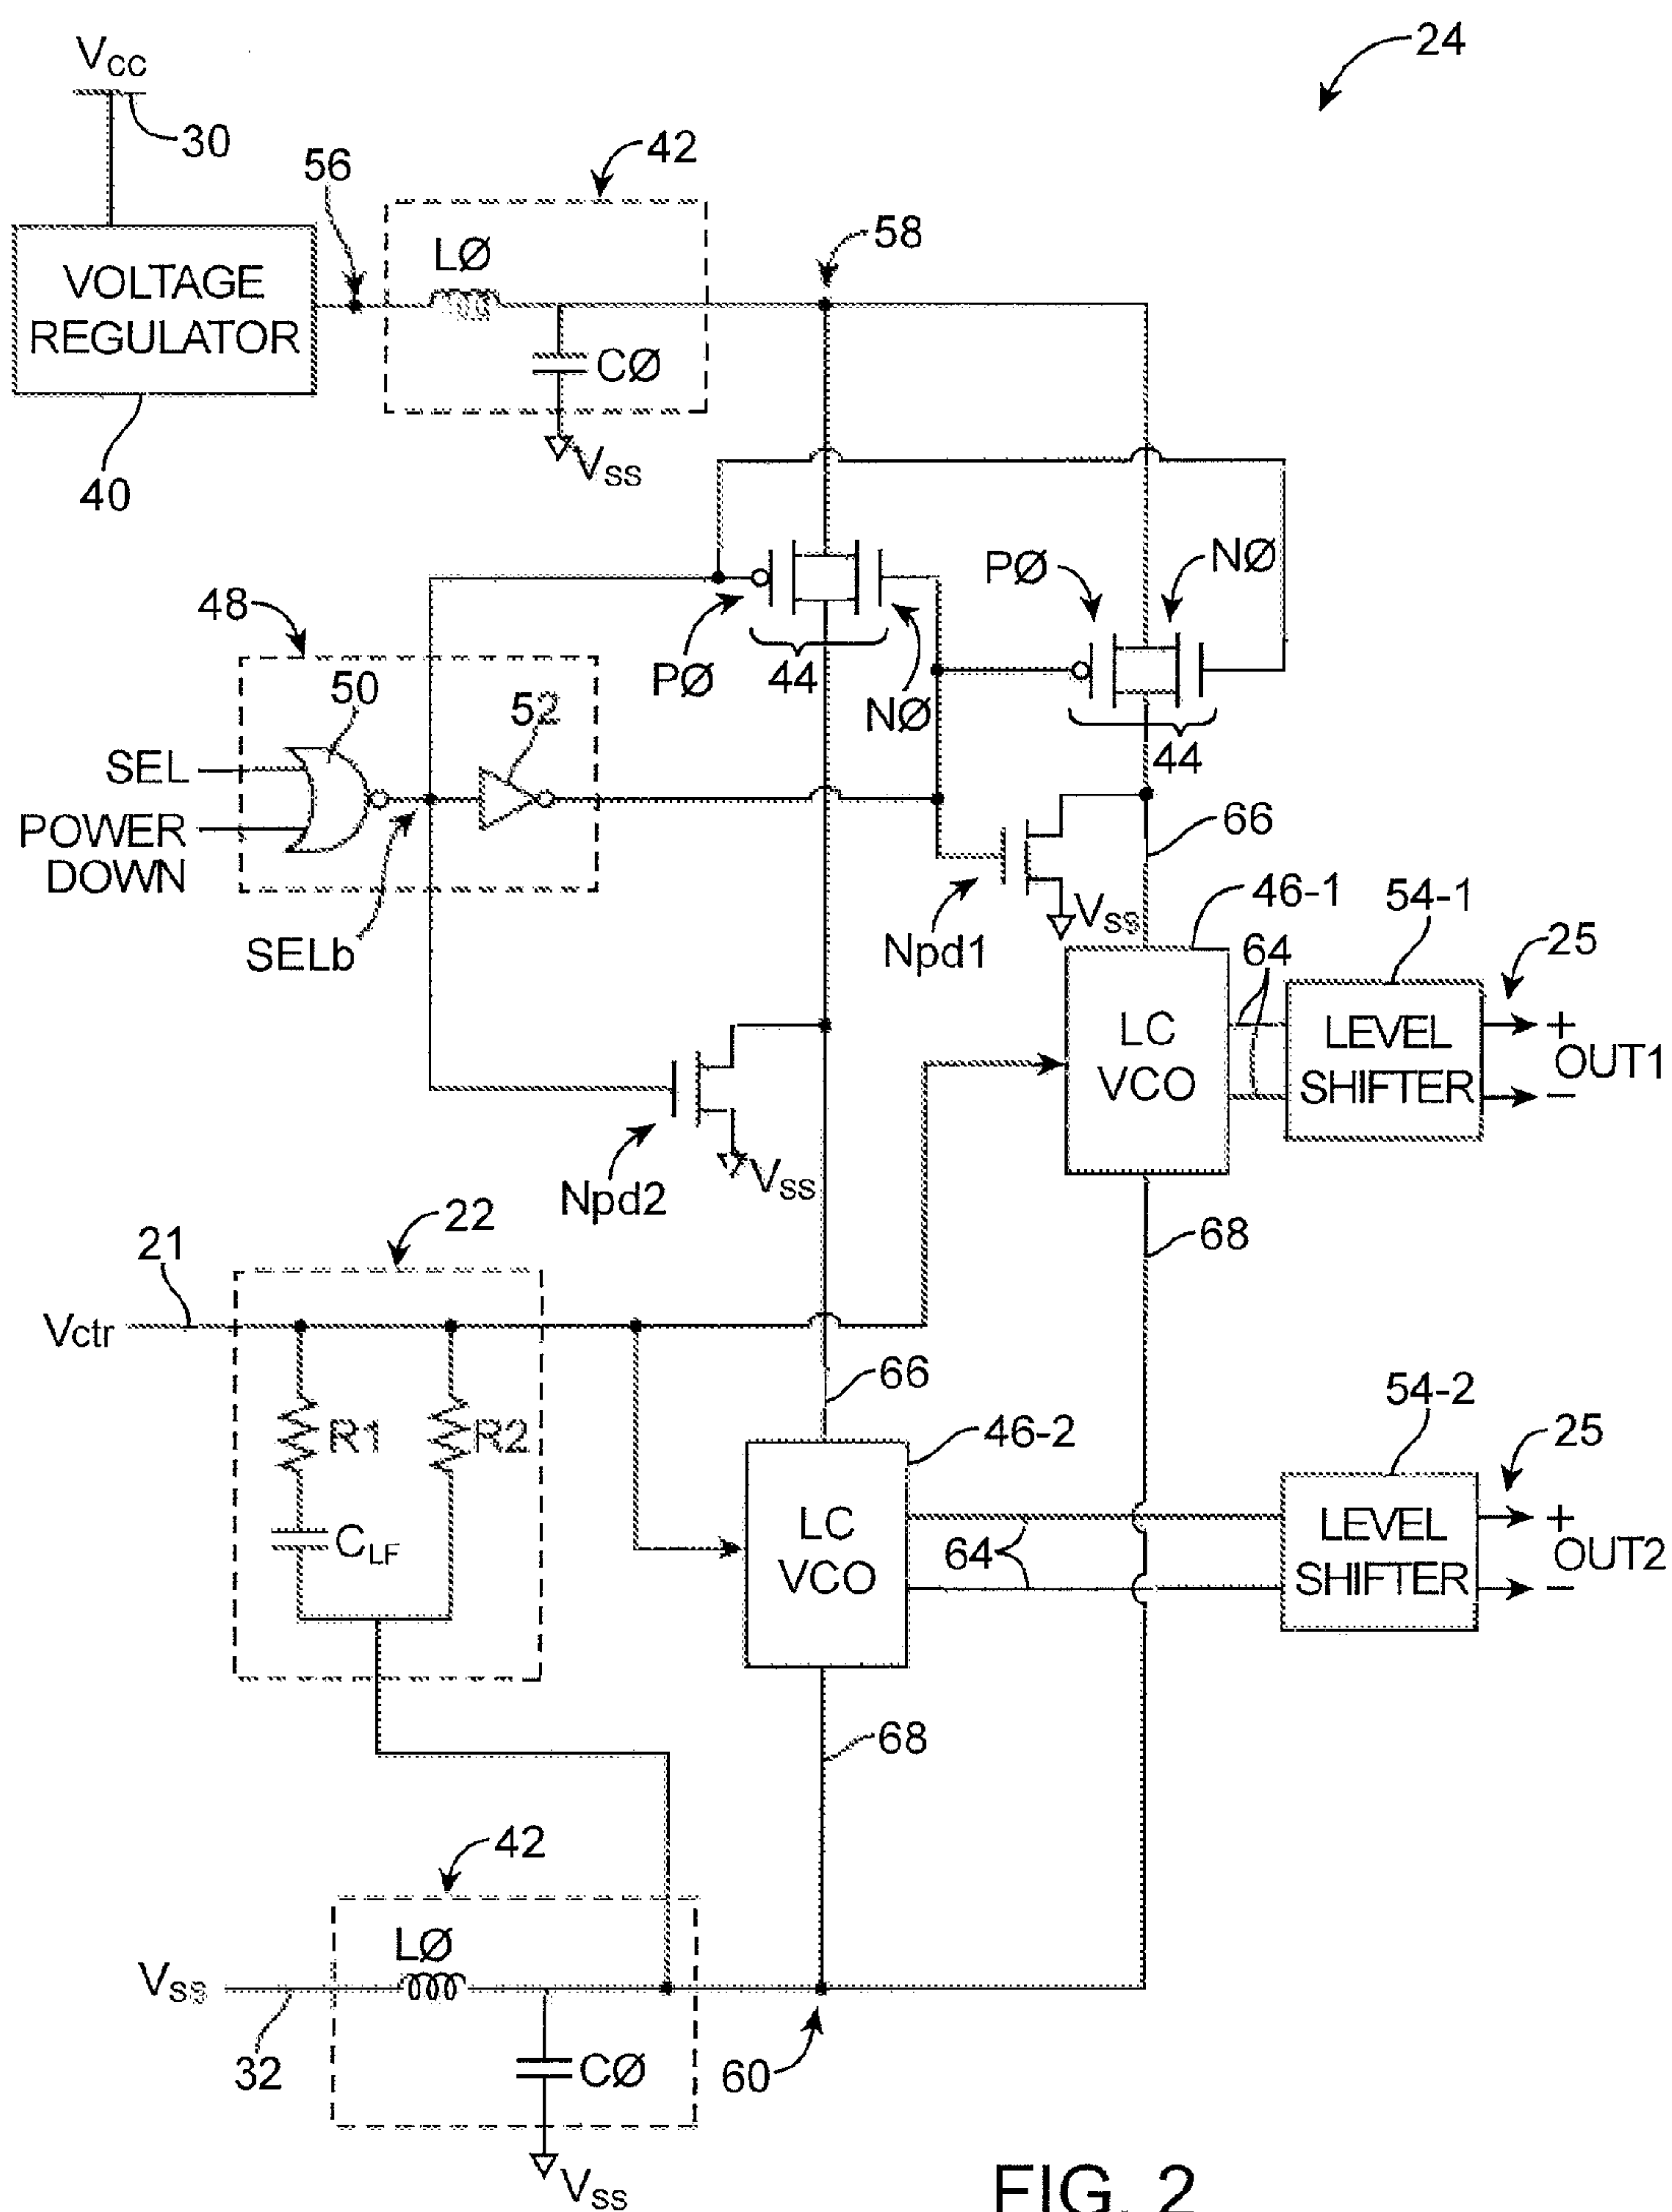 24
VCC
30
56
42
58
LØ
VOLTAGE
REGULATOR
CØ
VSS
40
PØ
NØ
48
50
52
PØ
44
NØ
44
SEL
POWER
DOWN
SELb
66
VSS
Npd1
46-1
54-1
64
25
LC
VCO
LEVEL
SHIFTER
+
OUT1
−
VSS
Npd2
22
21
68
Vctr
66
54-2
R1
R2
46-2
25
CLF
LC
VCO
64
LEVEL
SHIFTER
+
OUT2
−
68
42
LØ
VSS
32
CØ
60
VSS
FIG. 2